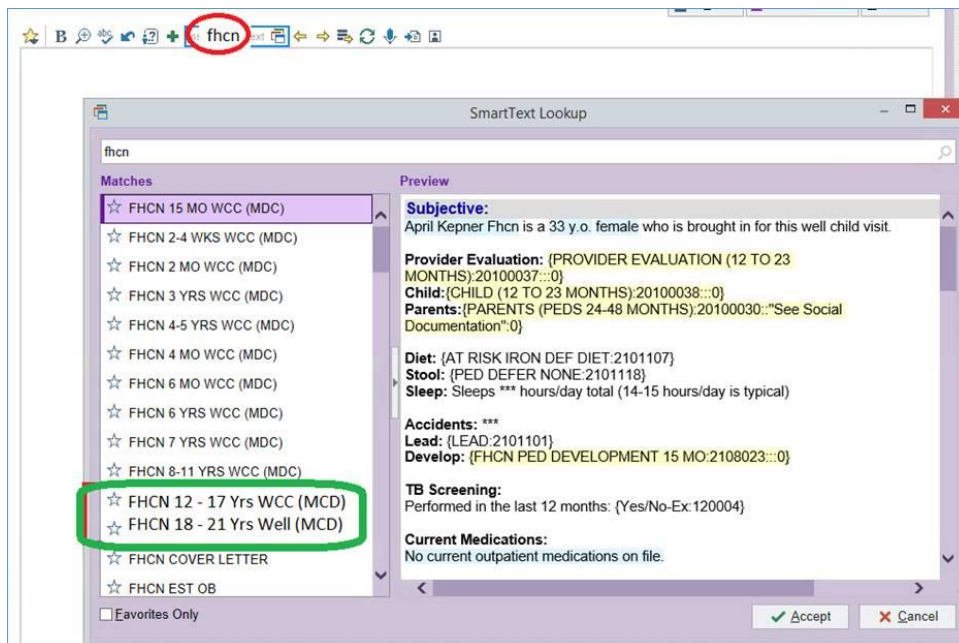 B
abc
fhcn
ext
SmartText Lookup
fhcn
Matches
FHCN 15 MO WCC (MDC)
FHCN 2-4 WKS WCC (MDC)
FHCN 2 MO WCC (MDC)
FHCN 3 YRS WCC (MDC)
FHCN 4-5 YRS WCC (MDC)
FHCN 4 MO WCC (MDC)
FHCN 6 MO WCC (MDC)
FHCN 6 YRS WCC (MDC)
FHCN 7 YRS WCC (MDC)
FHCN 8-11 YRS WCC (MDC)
FHCN 12 - 17 Yrs WCC (MCD)
FHCN 18 - 21 Yrs Well (MCD)
FHCN COVER LETTER
FHCN EST OB
Favorites Only
Preview
Subjective:
April Kepner Fhcn is a 33 y.o. female who is brought in for this well child visit.
Provider Evaluation: {PROVIDER EVALUATION (12 TO 23
MONTHS):20100037:::0}
Child:{CHILD (12 TO 23 MONTHS):20100038:::0}
Parents:{PARENTS (PEDS 24-48 MONTHS):20100030::"See Social
Documentation":0}
Diet: {AT RISK IRON DEF DIET:2101107}
Stool: {PED DEFER NONE:2101118}
Sleep: Sleeps *** hours/day total (14-15 hours/day is typical)
Accidents: ***
Lead: {LEAD:2101101}
Develop: {FHCN PED DEVELOPMENT 15 MO:2108023:::0}
TB Screening:
Performed in the last 12 months: {Yes/No-Ex:120004}
Current Medications:
No current outpatient medications on file.
Accept
Cancel